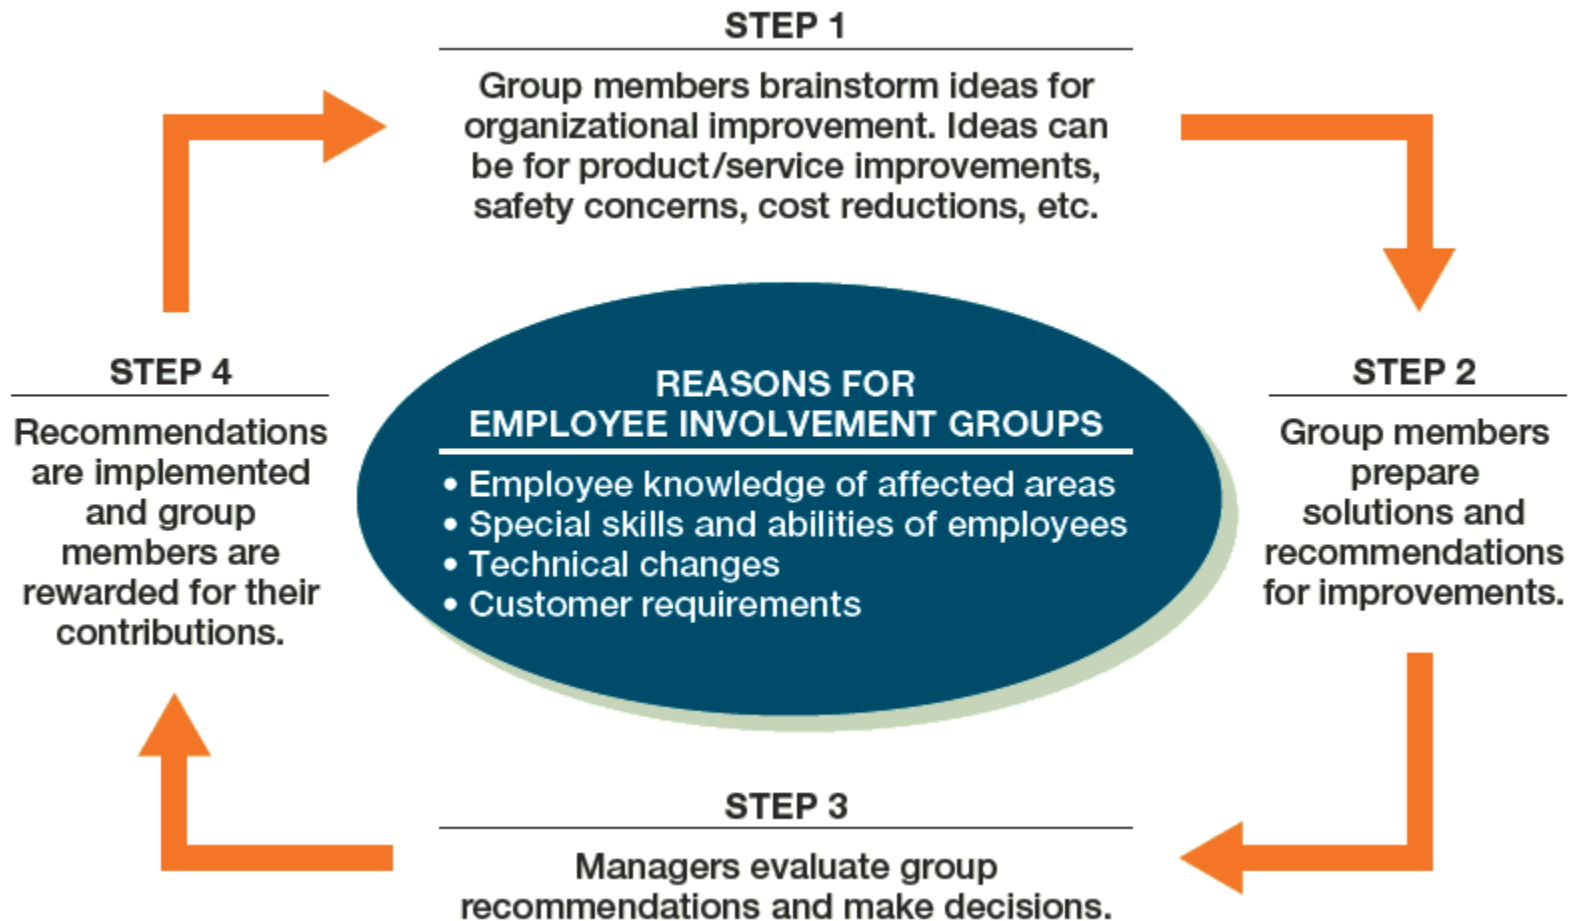 STEP 1
Group members brainstorm ideas for
organizational improvement. Ideas can
be for product/service improvements,
safety concerns, cost reductions, etc.
STEP 2
Group members
prepare
solutions and
recommendations
for improvements.
STEP 3
Managers evaluate group
recommendations and make decisions.
STEP 4
Recommendations
are implemented
and group
members are
rewarded for their
contributions.
REASONS FOR
EMPLOYEE INVOLVEMENT GROUPS
• Employee knowledge of affected areas
• Special skills and abilities of employees
• Technical changes
• Customer requirements